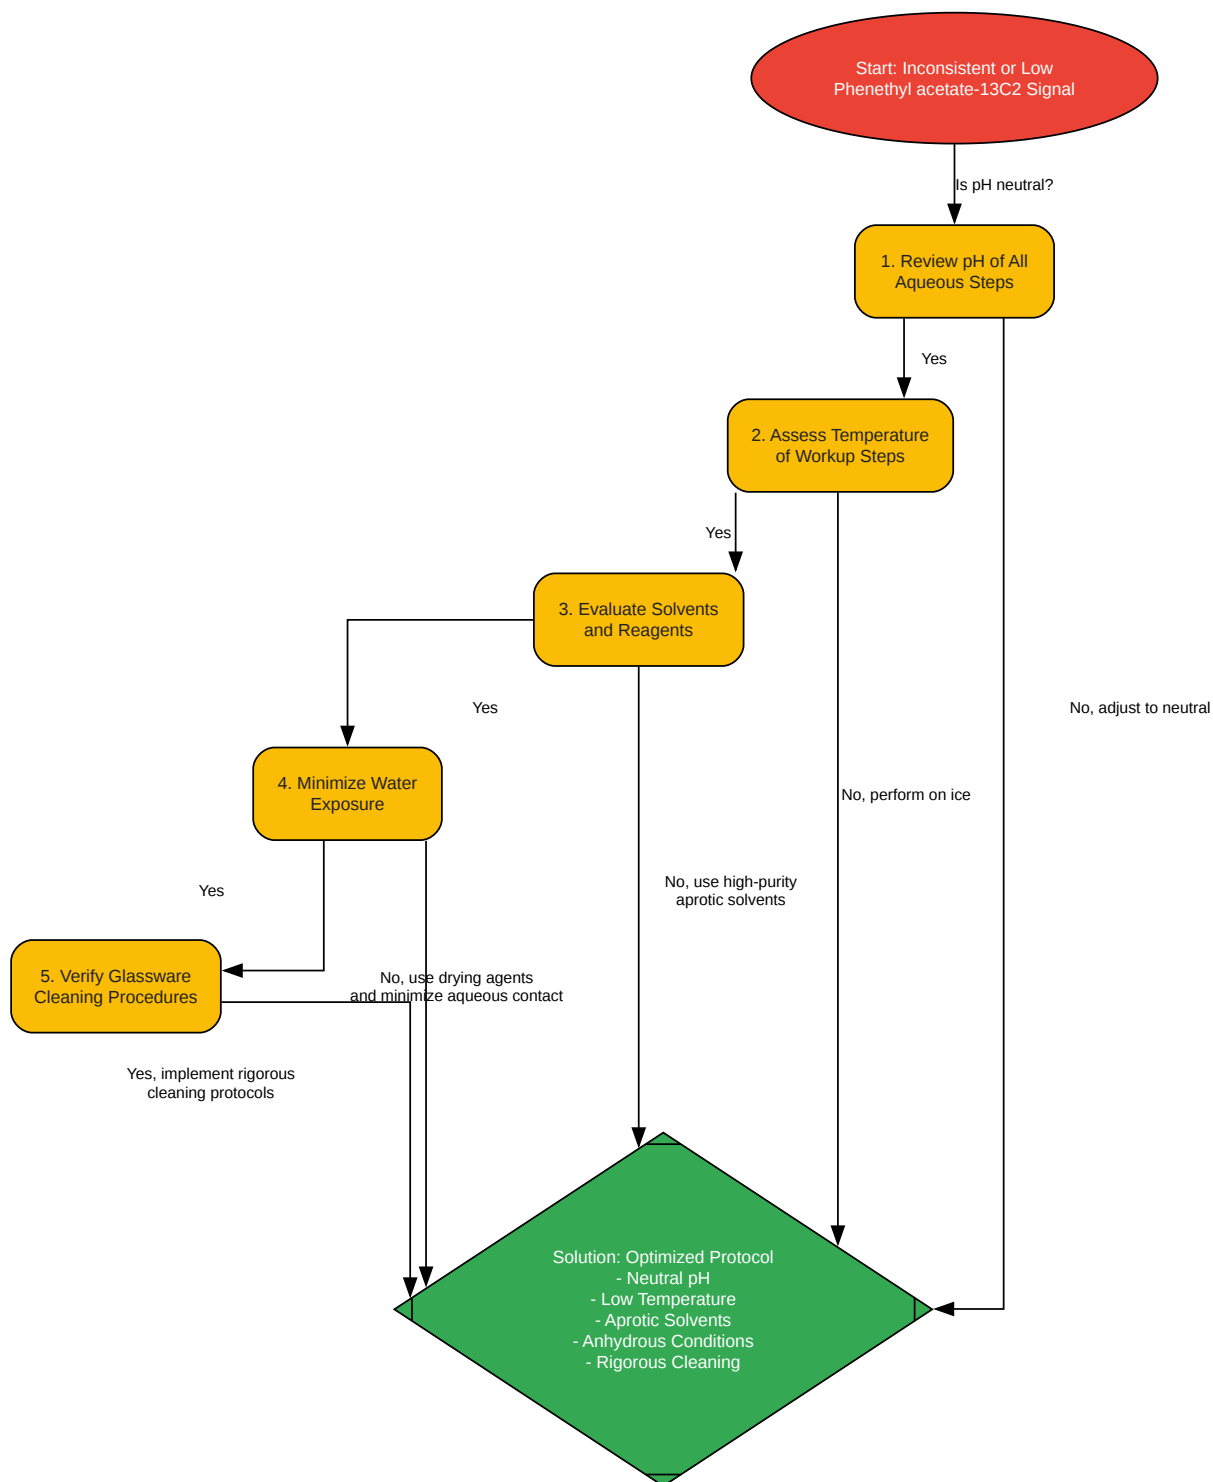 Start: Inconsistent or Low
Phenethyl acetate-13C2 Signal
Is pH neutral?
1. Review pH of All
Aqueous Steps
Yes
2. Assess Temperature
of Workup Steps
Yes
3. Evaluate Solvents
and Reagents
Yes
No, adjust to neutral
4. Minimize Water
Exposure
No, perform on ice
Yes
No, use high-purity
aprotic solvents
5. Verify Glassware
Cleaning Procedures
No, use drying agents
and minimize aqueous contact
Yes, implement rigorous
cleaning protocols
Solution: Optimized Protocol
- Neutral pH
- Low Temperature
- Aprotic Solvents
- Anhydrous Conditions
- Rigorous Cleaning